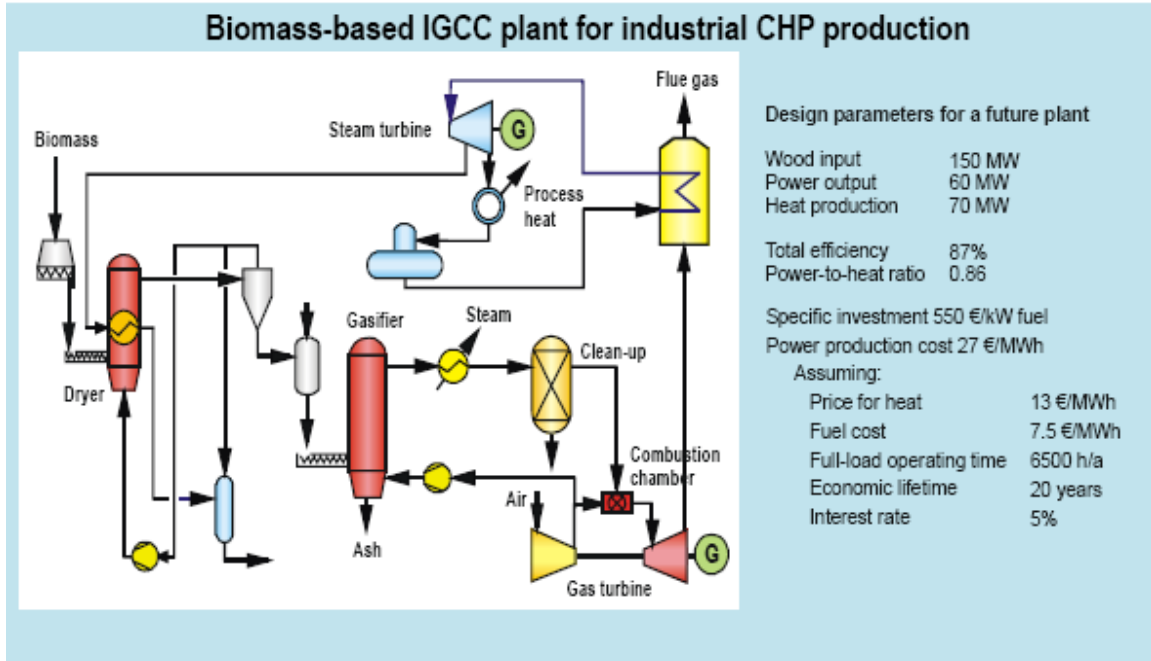 Biomass-based IGCC plant for industrial CHP production
Flue gas
Steam turbine
G
Biomass
Process
heat
Steam
Gasifier
Clean-up
Dryer
Combustion
chamber
Air
Ash
G
Gas turbine
Design parameters for a future plant
Wood input 150 MW
Power output 60 MW
Heat production 70 MW
Total efficiency 87%
Power-to-heat ratio 0.86
Specific investment 550 €/kW fuel
Power production cost 27 €/MWh
Assuming:
Price for heat 13 €/MWh
Fuel cost 7.5 €/MWh
Full-load operating time 6500 h/a
Economic lifetime 20 years
Interest rate 5%